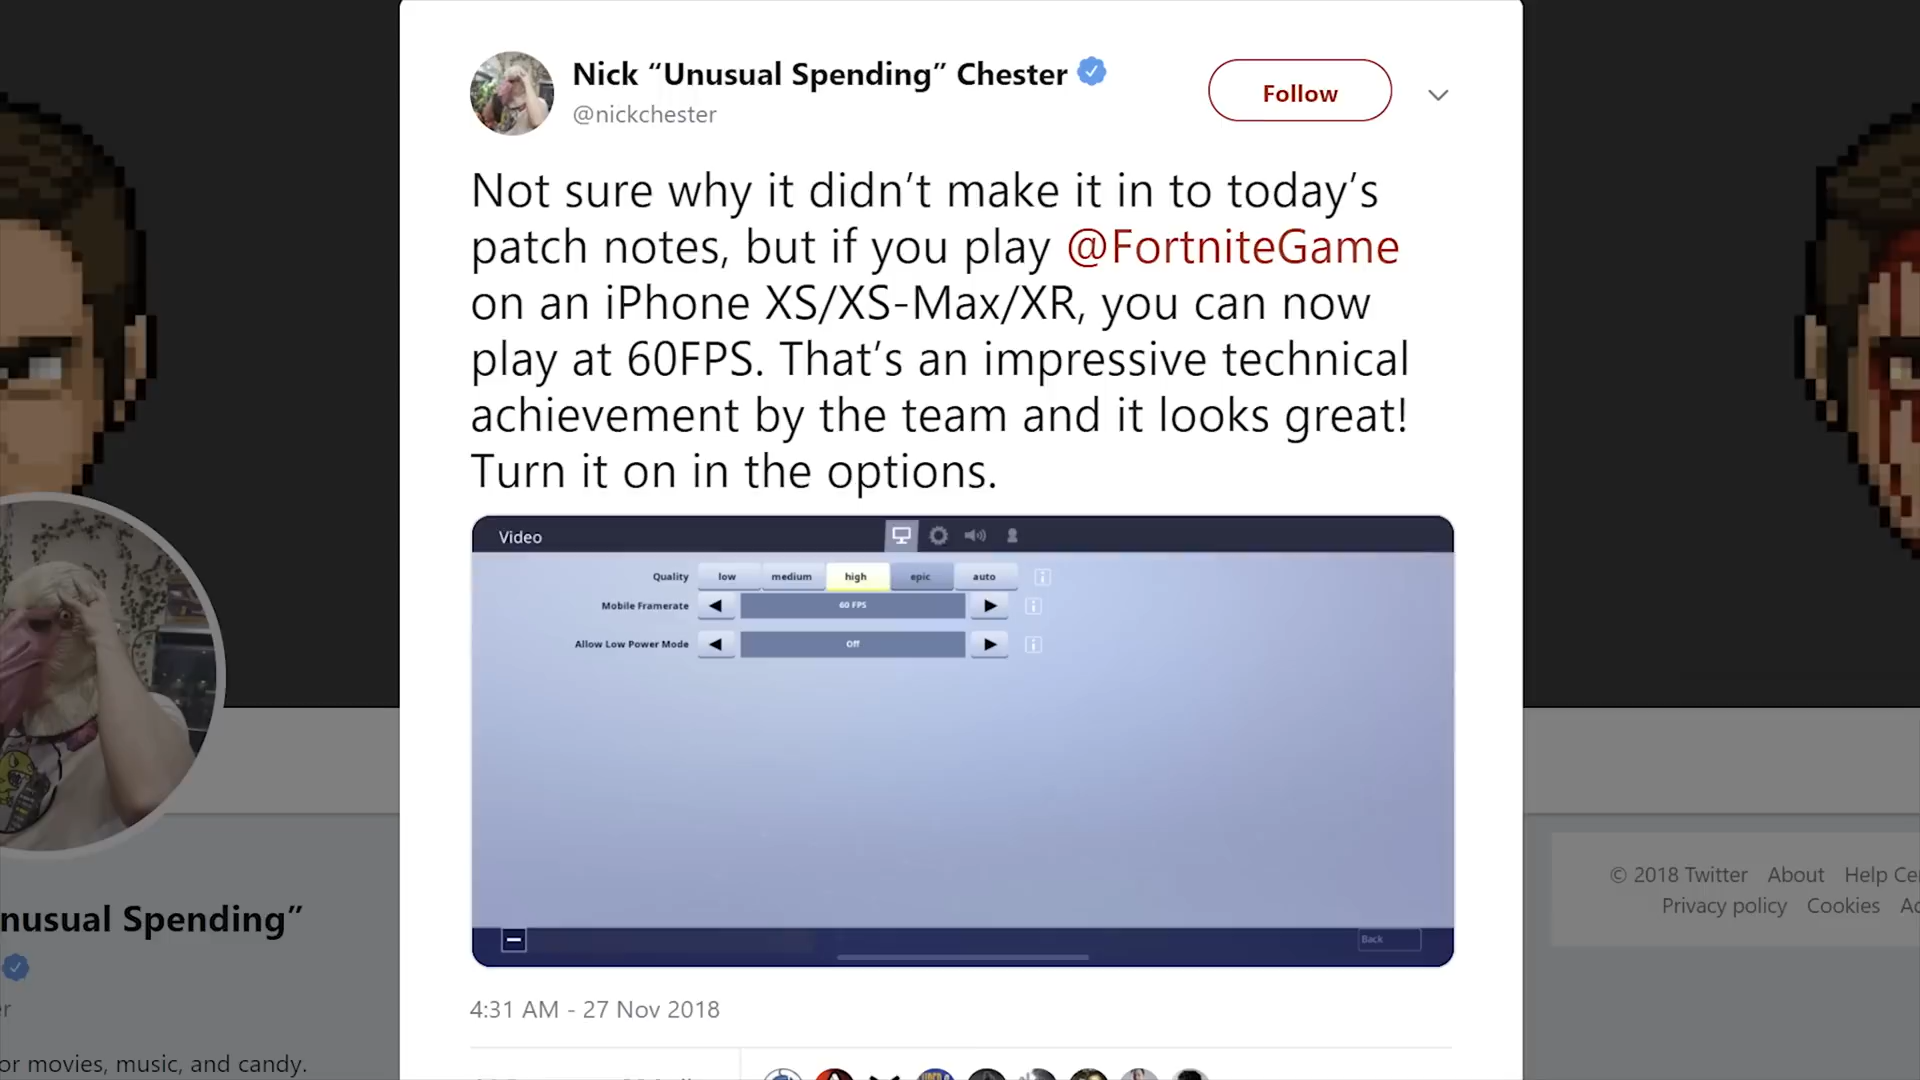 Nick “Unusual Spending” Chester
@nickchester
Follow
Not sure why it didn’t make it in to today’s
patch notes, but if you play @FortniteGame
on an iPhone XS/XS-Max/XR, you can now
play at 60FPS. That’s an impressive technical
achievement by the team and it looks great!
Turn it on in the options.
Video
Quality low medium high epic auto
Mobile Framerate 60 FPS
Allow Low Power Mode Off
Back
4:31 AM - 27 Nov 2018
nusual Spending”
er
or movies, music, and candy.
© 2018 Twitter About Help Ce
Privacy policy Cookies